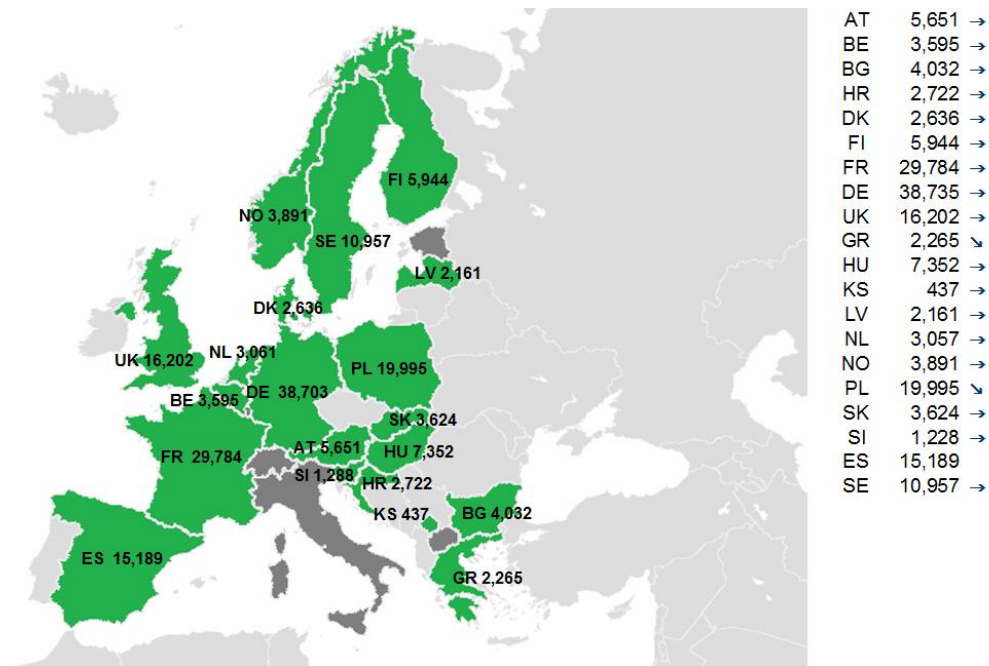 FI 5,944
NO 3,891
SE 10,957
LV 2,161
DK 2,636
NL 3,061
UK 16,202
PL 19,995
DE 38,703
BE 3,595
SK 3,624
AT 5,651
HU 7,352
FR 29,784
SI 1,288
HR 2,722
KS 437
BG 4,032
ES 15,189
GR 2,265
AT 5,651 →
BE 3,595 →
BG 4,032 →
HR 2,722 →
DK 2,636 →
FI 5,944 →
FR 29,784 →
DE 38,735 →
UK 16,202 →
GR 2,265 ↘
HU 7,352 →
KS 437 →
LV 2,161 →
NL 3,057 →
NO 3,891 →
PL 19,995 ↘
SK 3,624 →
SI 1,228 →
ES 15,189
SE 10,957 →